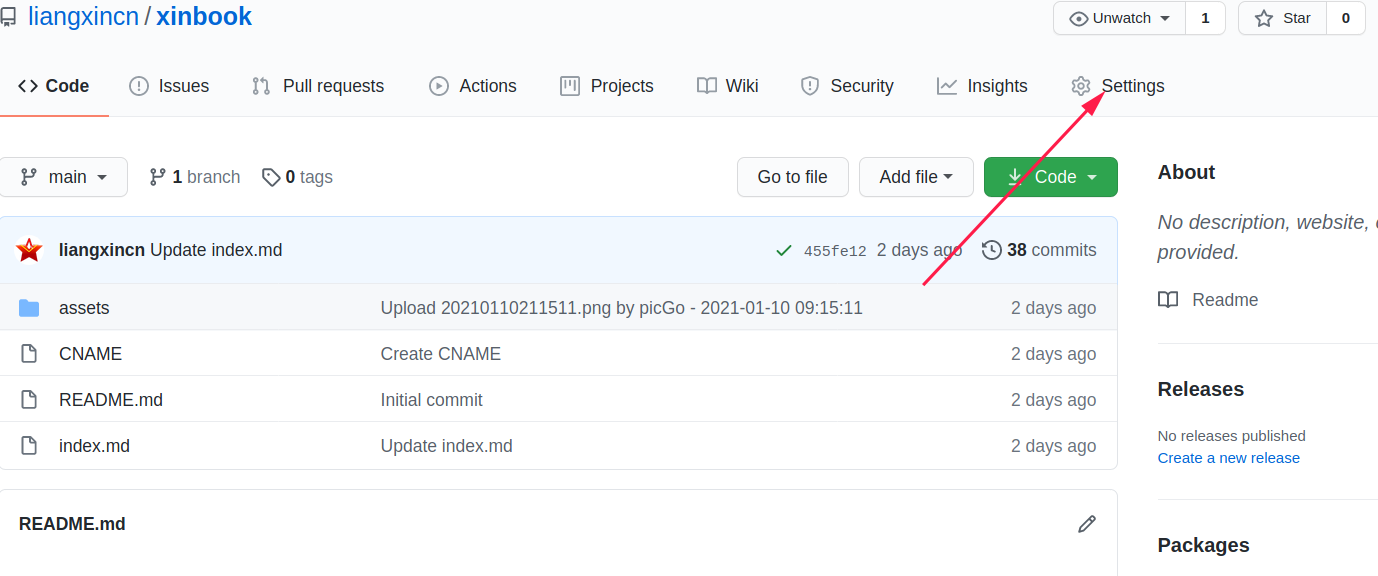 liangxincn / xinbook
Unwatch 1 Star 0
Code Issues Pull requests Actions Projects Wiki Security Insights Settings
main 1 branch 0 tags Go to file Add file Code
About
No description, website,
provided.
Readme
liangxincn Update index.md 455fe12 2 days ago 38 commits
assets Upload 20210110211511.png by picGo - 2021-01-10 09:15:11 2 days ago
CNAME Create CNAME 2 days ago
README.md Initial commit 2 days ago
index.md Update index.md 2 days ago
Releases
No releases published
Create a new release
README.md
Packages